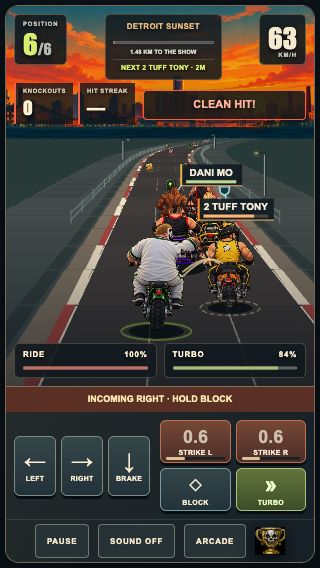 POSITION
6/6
DETROIT SUNSET
1.48 KM TO THE SHOW
NEXT 2 TUFF TONY · 2M
63
KM/H
KNOCKOUTS
0
HIT STREAK
—
CLEAN HIT!
DANI MO
2 TUFF TONY
RIDE 100%
TURBO 84%
INCOMING RIGHT · HOLD BLOCK
← LEFT
→ RIGHT
↓ BRAKE
0.6
STRIKE L
0.6
STRIKE R
◇
BLOCK
»
TURBO
PAUSE
SOUND OFF
ARCADE